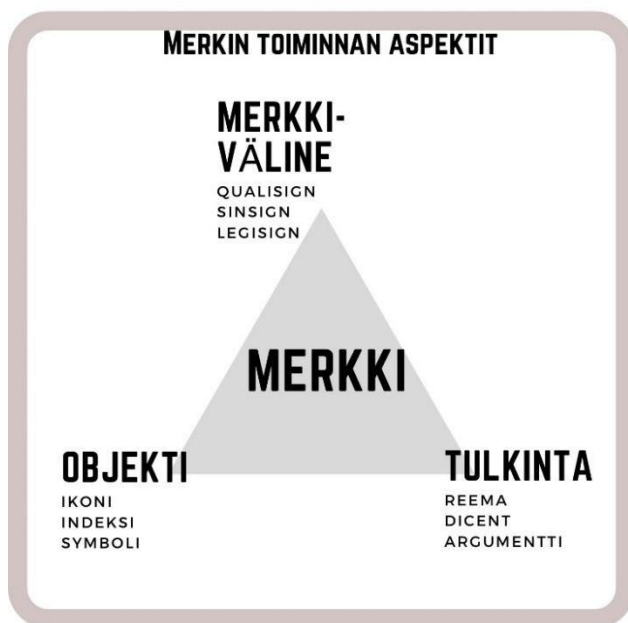 MERKIN TOIMINNAN ASPEKTIT
MERKKI-
VÄLINE
QUALISIGN
SINSIGN
LEGISIGN
MERKKI
OBJEKTI
IKONI
INDEKSI
SYMBOLI
TULKINTA
REEMA
DICENT
ARGUMENTTI